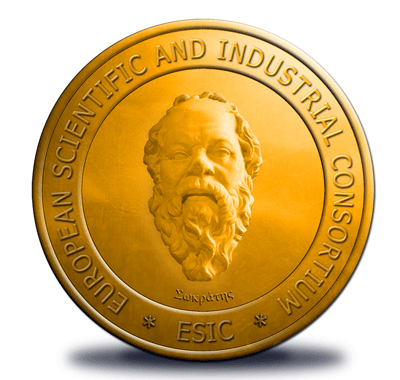 EUROPEAN SCIENTIFIC AND INDUSTRIAL CONSORTIUM
Σωκράτης
* ESIC *